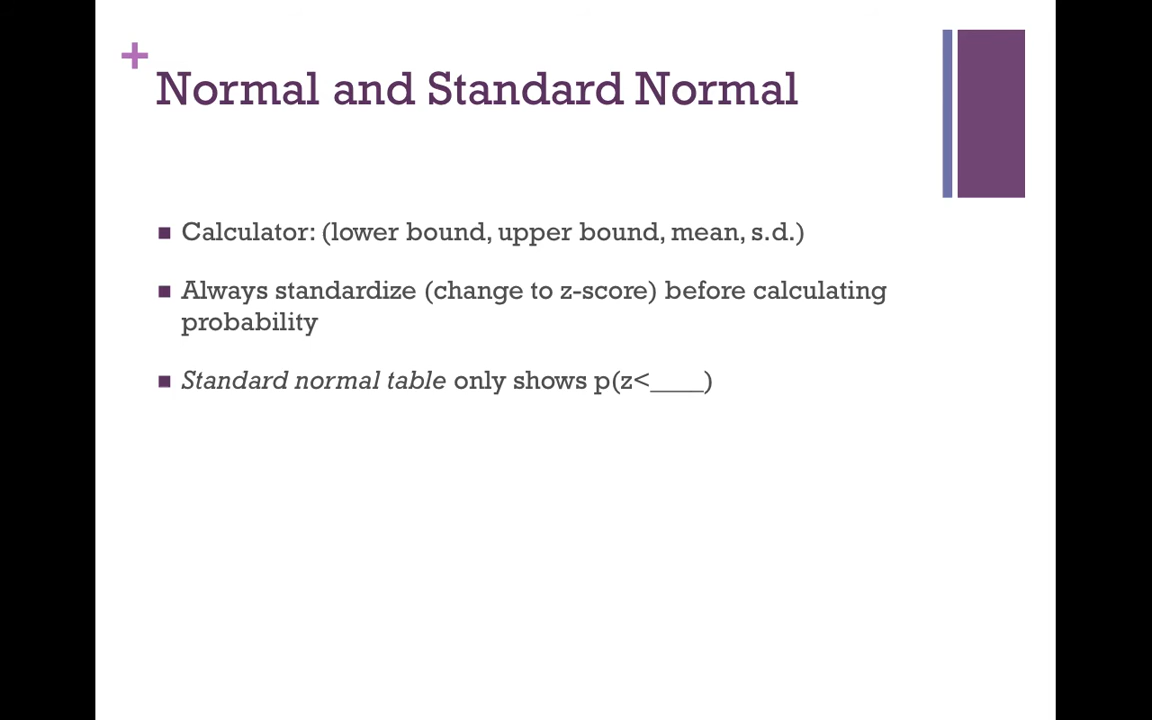 +
Normal and Standard Normal
■ Calculator: (lower bound, upper bound, mean, s.d.)
■ Always standardize (change to z-score) before calculating
probability
■ Standard normal table only shows p(z<____)